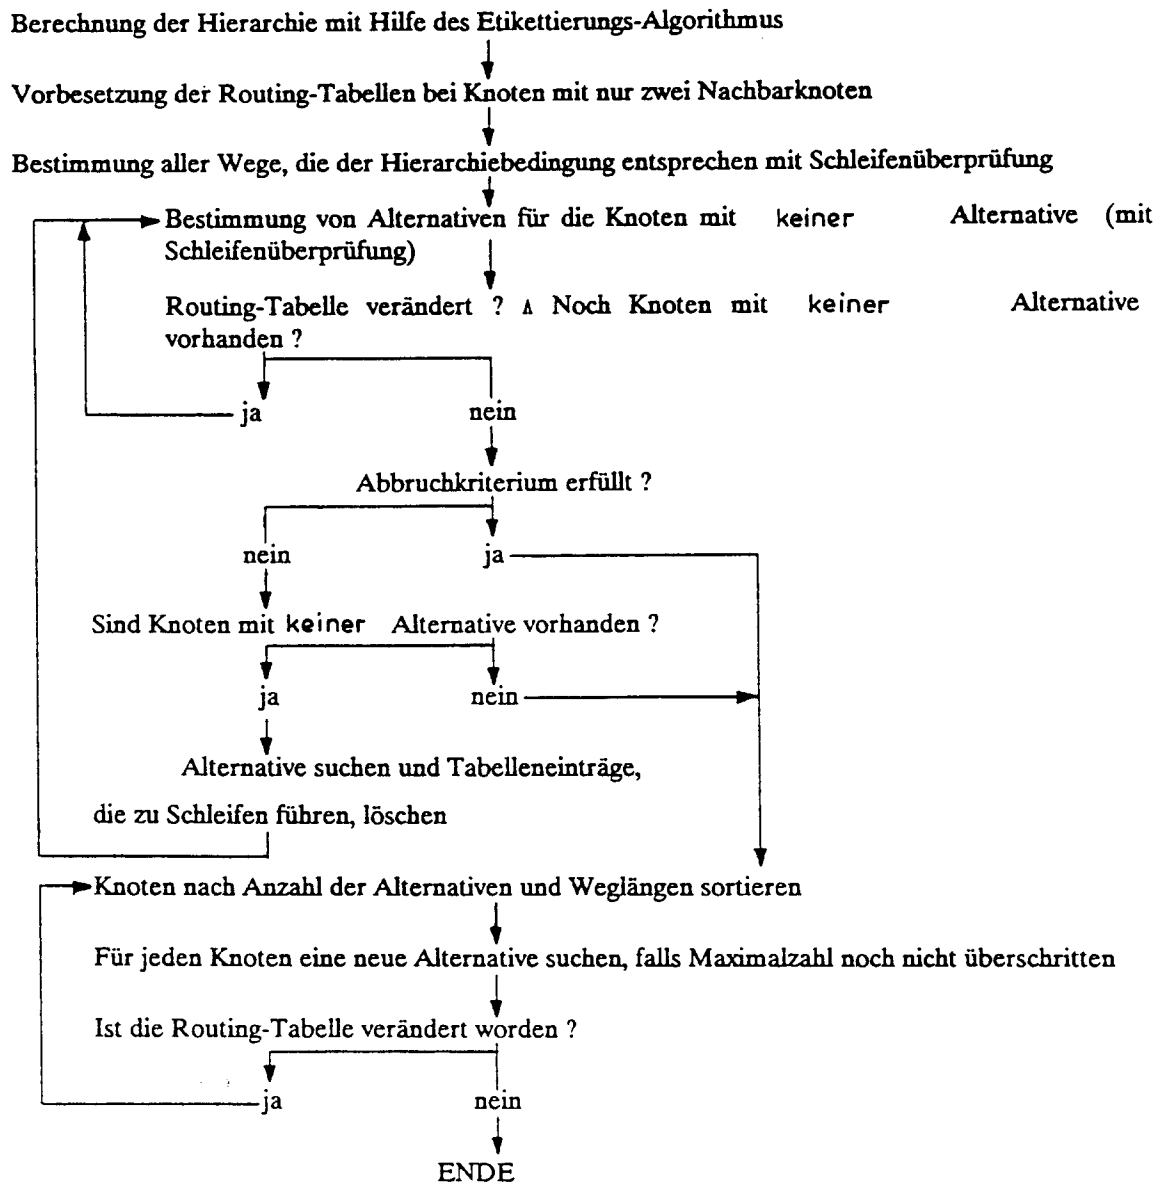 Berechnung der Hierarchie mit Hilfe des Etikettierungs-Algorithmus
Vorbesetzung der Routing-Tabellen bei Knoten mit nur zwei Nachbarknoten
Bestimmung aller Wege, die der Hierarchiebedingung entsprechen mit Schleifenüberprüfung
Bestimmung von Alternativen für die Knoten mit keiner Alternative (mit
Schleifenüberprüfung)
Routing-Tabelle verändert ? ∧ Noch Knoten mit keiner Alternative
vorhanden ?
ja nein
Abbruchkriterium erfüllt ?
nein ja
Sind Knoten mit keiner Alternative vorhanden ?
ja nein
Alternative suchen und Tabelleneinträge,
die zu Schleifen führen, löschen
Knoten nach Anzahl der Alternativen und Weglängen sortieren
Für jeden Knoten eine neue Alternative suchen, falls Maximalzahl noch nicht überschritten
Ist die Routing-Tabelle verändert worden ?
ja nein
ENDE